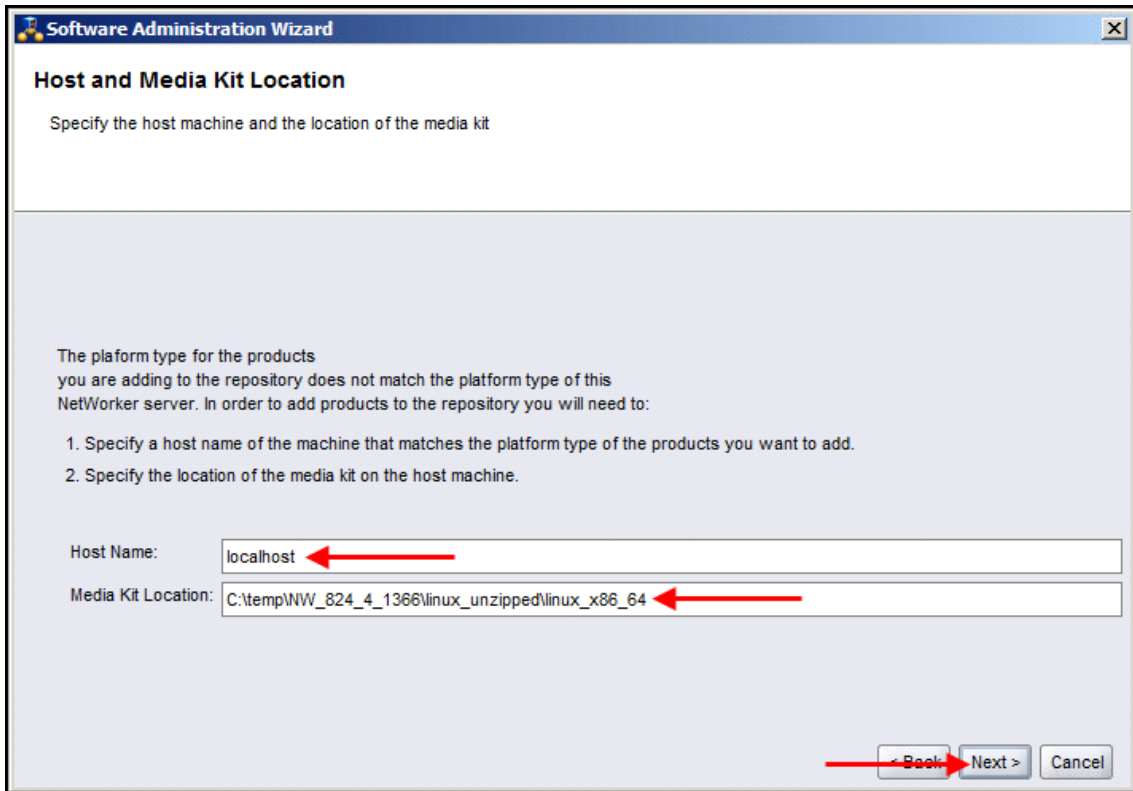 Software Administration Wizard
Host and Media Kit Location
Specify the host machine and the location of the media kit
The plaform type for the products
you are adding to the repository does not match the platform type of this
NetWorker server. In order to add products to the repository you will need to:
1. Specify a host name of the machine that matches the platform type of the products you want to add.
2. Specify the location of the media kit on the host machine.
Host Name: localhost
Media Kit Location: C:\temp\NW_824_4_1366\linux_unzipped\linux_x86_64
< Back Next > Cancel